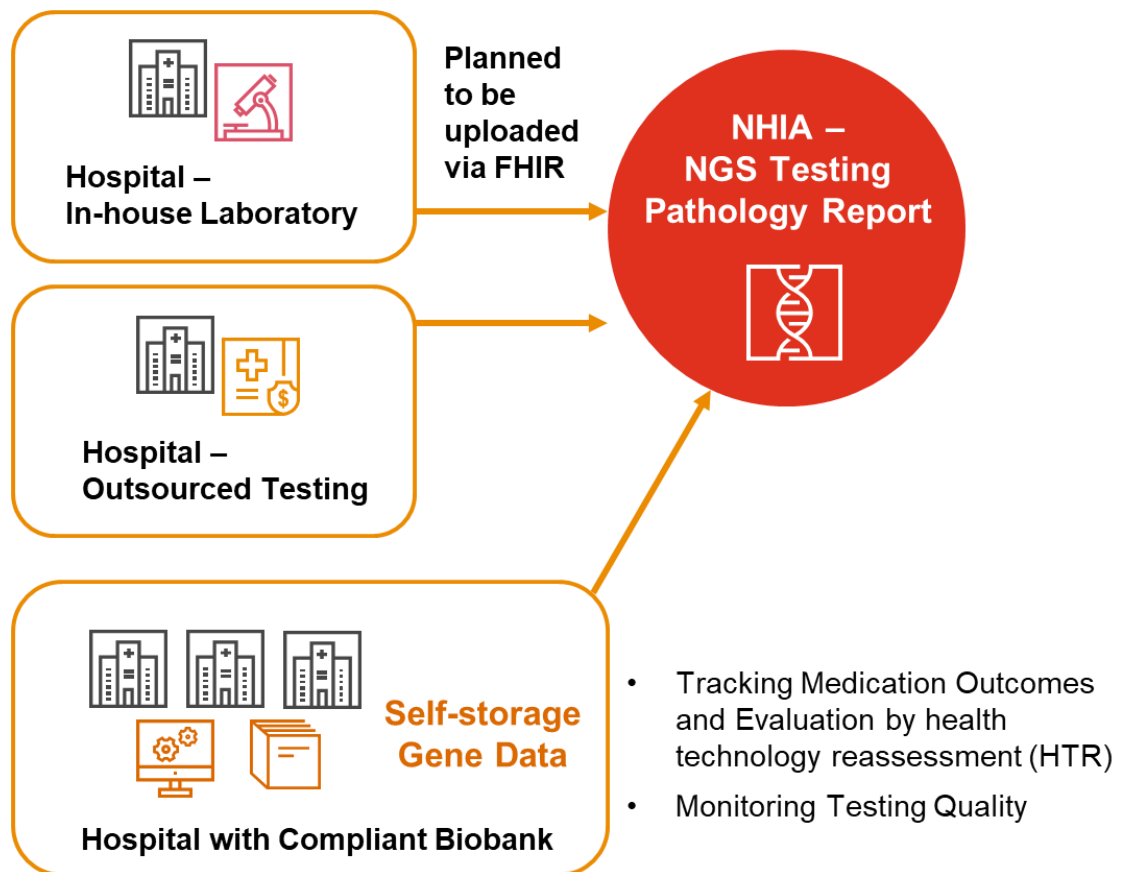 Hospital –
In-house Laboratory
Planned
to be
uploaded
via FHIR
NHIA –
NGS Testing
Pathology Report
$
Hospital –
Outsourced Testing
Self-storage
Gene Data
Hospital with Compliant Biobank
• Tracking Medication Outcomes
and Evaluation by health
technology reassessment (HTR)
• Monitoring Testing Quality